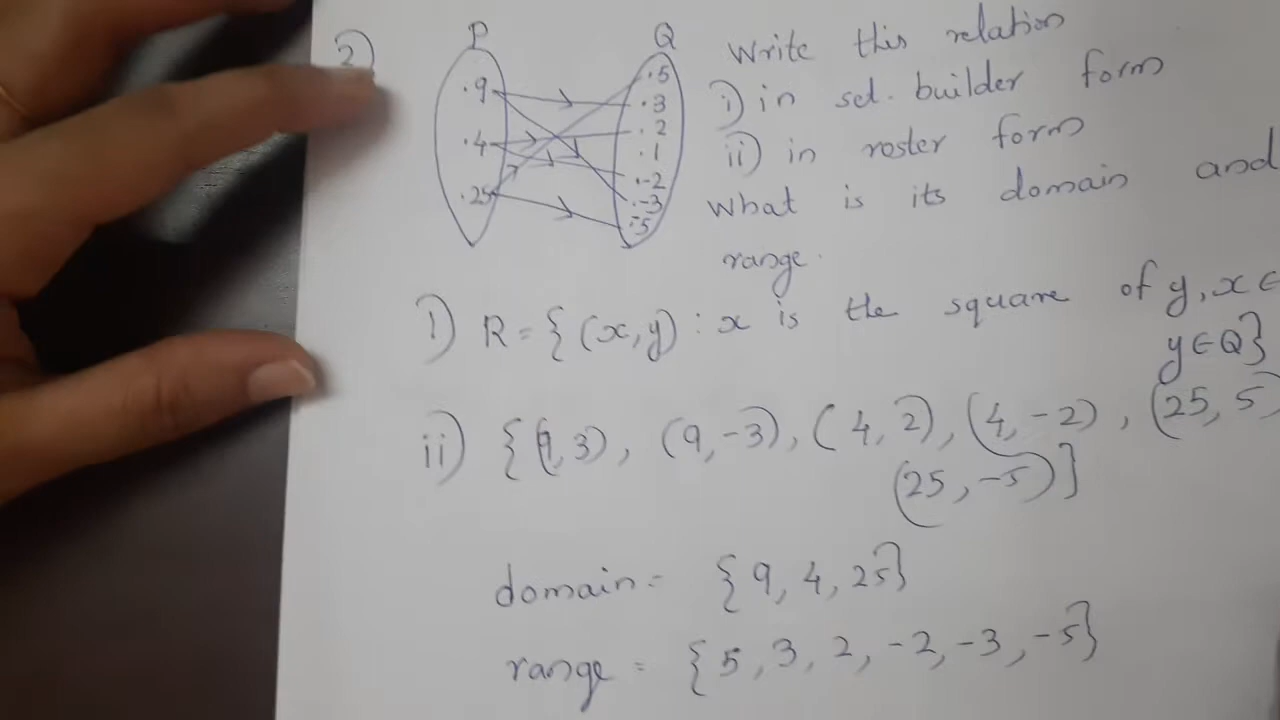 2)
P
Q
.9
.4
.25
.5
.3
.2
.1
.-2
.-3
-5
Write this relation
i) in set builder form
ii) in roster form
What is its domain and
range.
i) R = { (x, y) : x is the square of y, x ∈
y ∈ Q}
ii) { (9, 3), (9, -3), (4, 2), (4, -2), (25, 5)
(25, -5) }
domain = {9, 4, 25}
range = {5, 3, 2, -2, -3, -5}